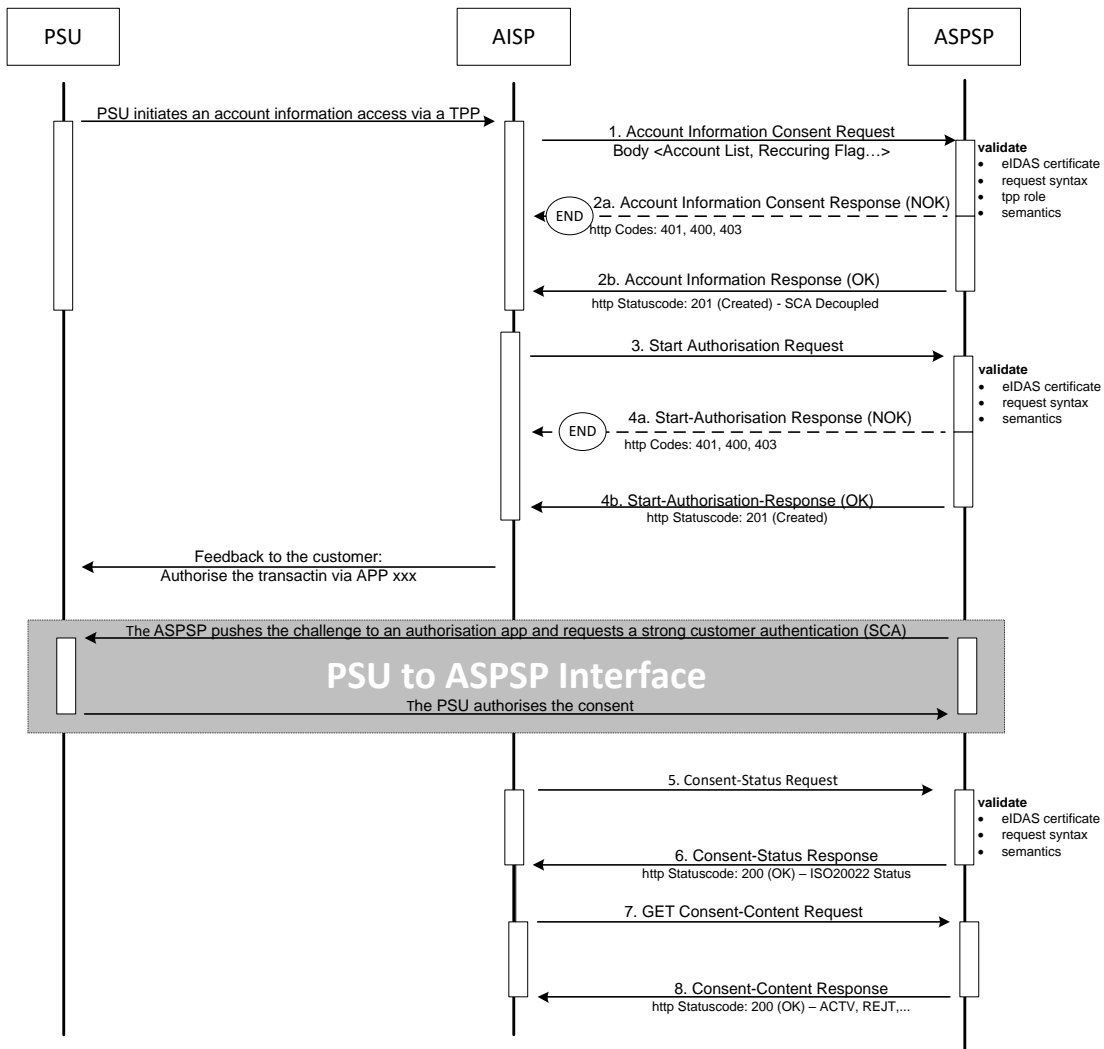 PSU
AISP
ASPSP
PSU initiates an account information access via a TPP
1. Account Information Consent Request
Body <Account List, Reccuring Flag…>
validate
• eIDAS certificate
• request syntax
• tpp role
• semantics
2a. Account Information Consent Response (NOK)
END
http Codes: 401, 400, 403
2b. Account Information Response (OK)
http Statuscode: 201 (Created) - SCA Decoupled
3. Start Authorisation Request
validate
• eIDAS certificate
• request syntax
• semantics
4a. Start-Authorisation Response (NOK)
END
http Codes: 401, 400, 403
4b. Start-Authorisation-Response (OK)
http Statuscode: 201 (Created)
Feedback to the customer:
Authorise the transactin via APP xxx
The ASPSP pushes the challenge to an authorisation app and requests a strong customer authentication (SCA)
PSU to ASPSP Interface
The PSU authorises the consent
5. Consent-Status Request
validate
• eIDAS certificate
• request syntax
• semantics
6. Consent-Status Response
http Statuscode: 200 (OK) – ISO20022 Status
7. GET Consent-Content Request
8. Consent-Content Response
http Statuscode: 200 (OK) – ACTV, REJT,...